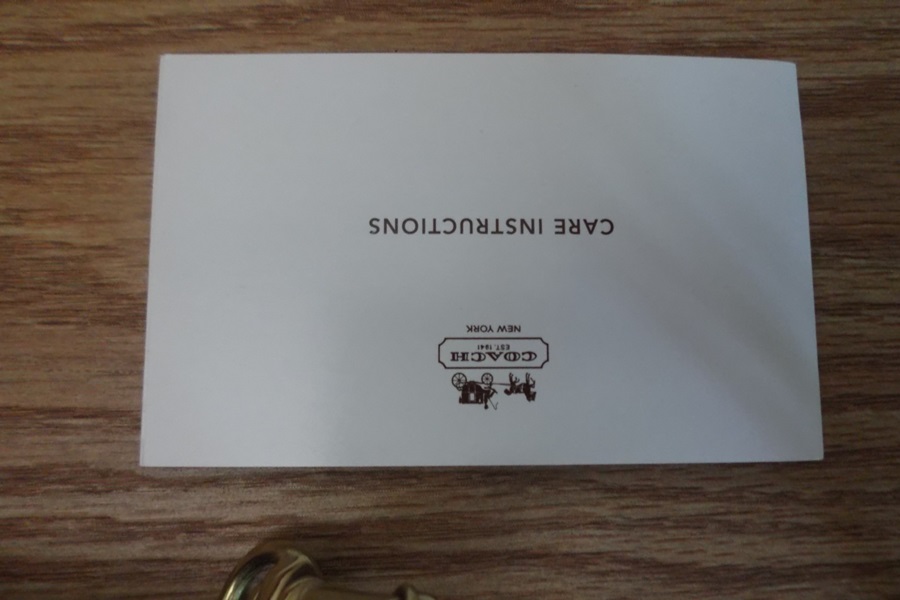 COACH
EST. 1941
NEW YORK
CARE INSTRUCTIONS